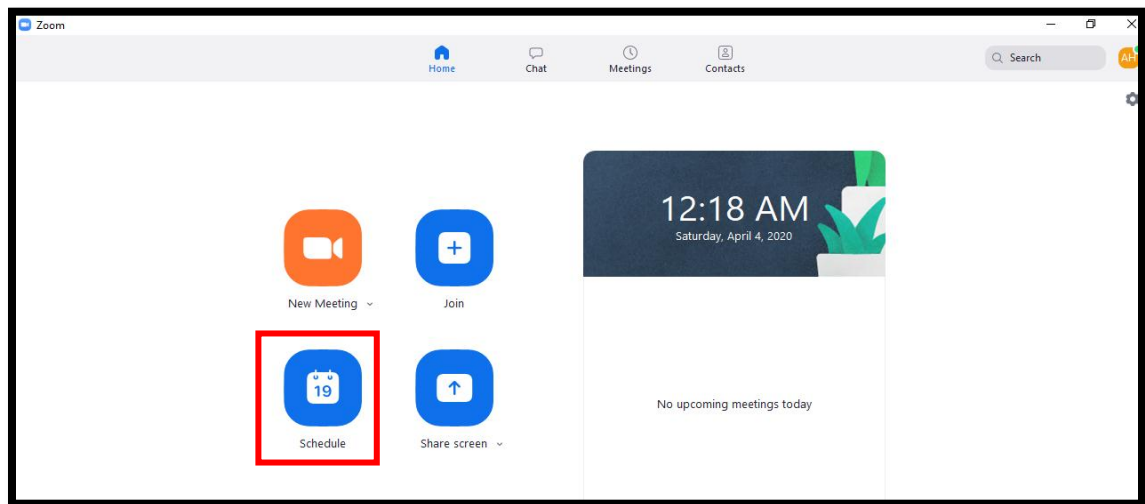 Zoom
Home
Chat
Meetings
Contacts
Search
AH
12:18 AM
Saturday, April 4, 2020
New Meeting
Join
19
Schedule
Share screen
No upcoming meetings today